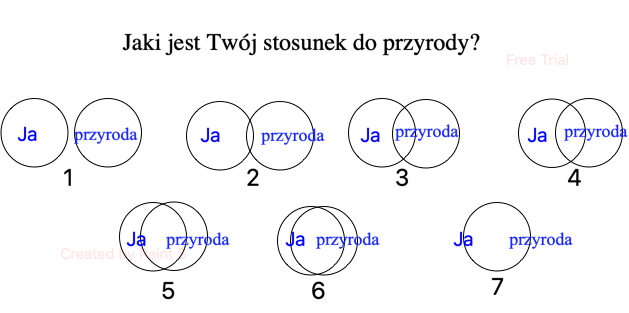 Jaki jest Twój stosunek do przyrody?
Free Trial
Ja przyroda
1
Ja przyroda
2
Ja przyroda
3
Ja przyroda
4
Ja przyroda
5
Ja przyroda
6
Ja przyroda
7
Created by